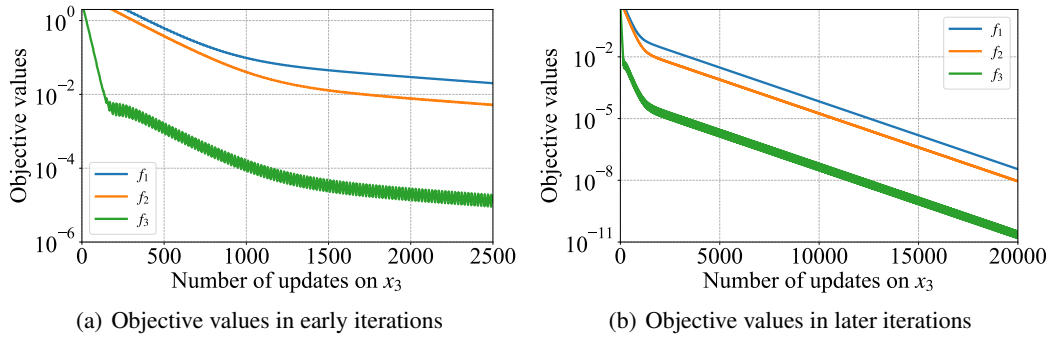 10⁰
10⁻²
10⁻⁴
10⁻⁶
Objective values
f₁
f₂
f₃
0 500 1000 1500 2000 2500
Number of updates on x₃
(a) Objective values in early iterations
10⁻²
10⁻⁵
10⁻⁸
10⁻¹¹
Objective values
f₁
f₂
f₃
0 5000 10000 15000 20000
Number of updates on x₃
(b) Objective values in later iterations